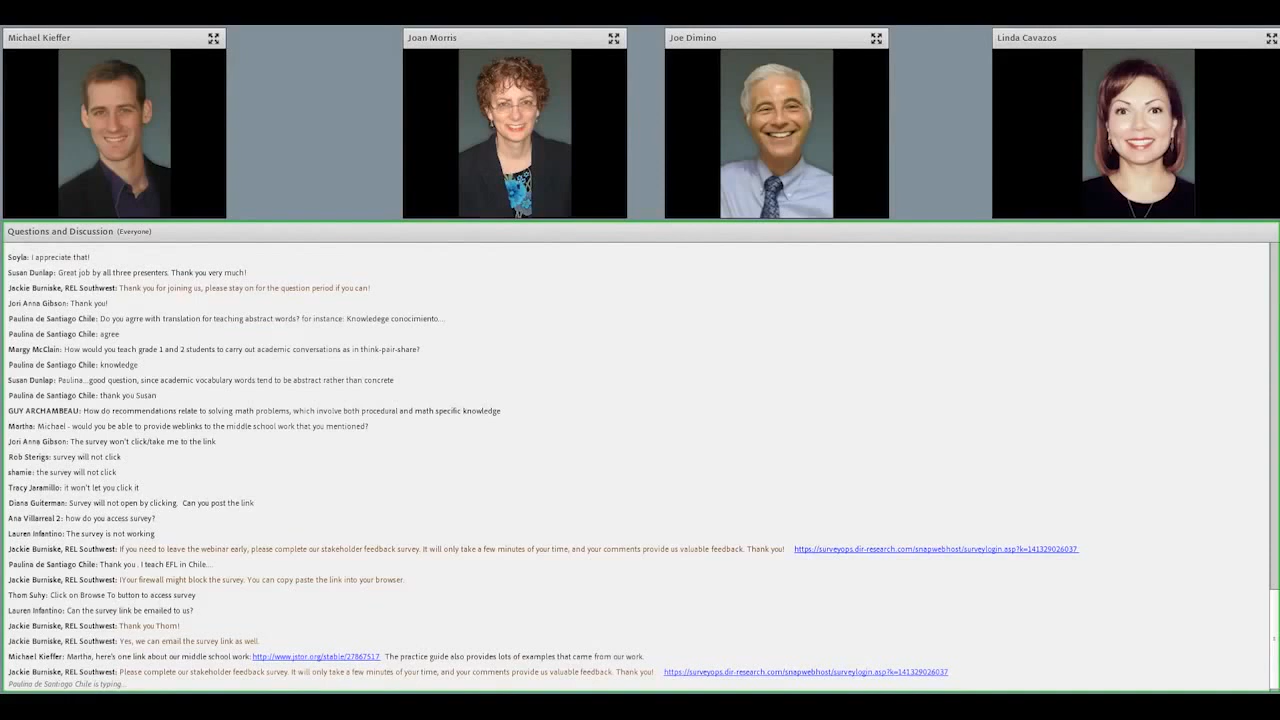 Michael Kieffer
Joan Morris
Joe Dimino
Linda Cavazos
Questions and Discussion (Everyone)
Soyla: I appreciate that!
Susan Dunlap: Great job by all three presenters. Thank you very much!
Jackie Burniske, REL Southwest: Thank you for joining us, please stay on for the question period if you can!
Jori Anna Gibson: Thank you!
Paulina de Santiago Chile: Do you agrre with translation for teaching abstract words? for instance: Knowledege conocimiento....
Paulina de Santiago Chile: agree
Margy McClain: How would you teach grade 1 and 2 students to carry out academic conversations as in think-pair-share?
Paulina de Santiago Chile: knowledge
Susan Dunlap: Paulina...good question, since academic vocabulary words tend to be abstract rather than concrete
Paulina de Santiago Chile: thank you Susan
GUY ARCHAMBEAU: How do recommendations relate to solving math problems, which involve both procedural and math specific knowledge
Martha: Michael - would you be able to provide weblinks to the middle school work that you mentioned?
Jori Anna Gibson: The survey won't click/take me to the link
Rob Sterigs: survey will not click
shamie: the survey will not click
Tracy Jaramillo: it won't let you click it
Diana Guiterman: Survey will not open by clicking. Can you post the link
Ana Villarreal 2: how do you access survey?
Lauren Infantino: The survey is not working
Jackie Burniske, REL Southwest: If you need to leave the webinar early, please complete our stakeholder feedback survey. It will only take a few minutes of your time, and your comments provide us valuable feedback. Thank you! https://surveyops.dir-research.com/snapwebhost/surveylogin.asp?k=141329026037
Paulina de Santiago Chile: Thank you . I teach EFL in Chile....
Jackie Burniske, REL Southwest: IYour firewall might block the survey. You can copy paste the link into your browser.
Thom Suhy: Click on Browse To button to access survey
Lauren Infantino: Can the survey link be emailed to us?
Jackie Burniske, REL Southwest: Thank you Thom!
Jackie Burniske, REL Southwest: Yes, we can email the survey link as well.
Michael Kieffer: Martha, here's one link about our middle school work: http://www.jstor.org/stable/27867517 The practice guide also provides lots of examples that came from our work.
Jackie Burniske, REL Southwest: Please complete our stakeholder feedback survey. It will only take a few minutes of your time, and your comments provide us valuable feedback. Thank you! https://surveyops.dir-research.com/snapwebhost/surveylogin.asp?k=141329026037
Paulina de Santiago Chile is typing...